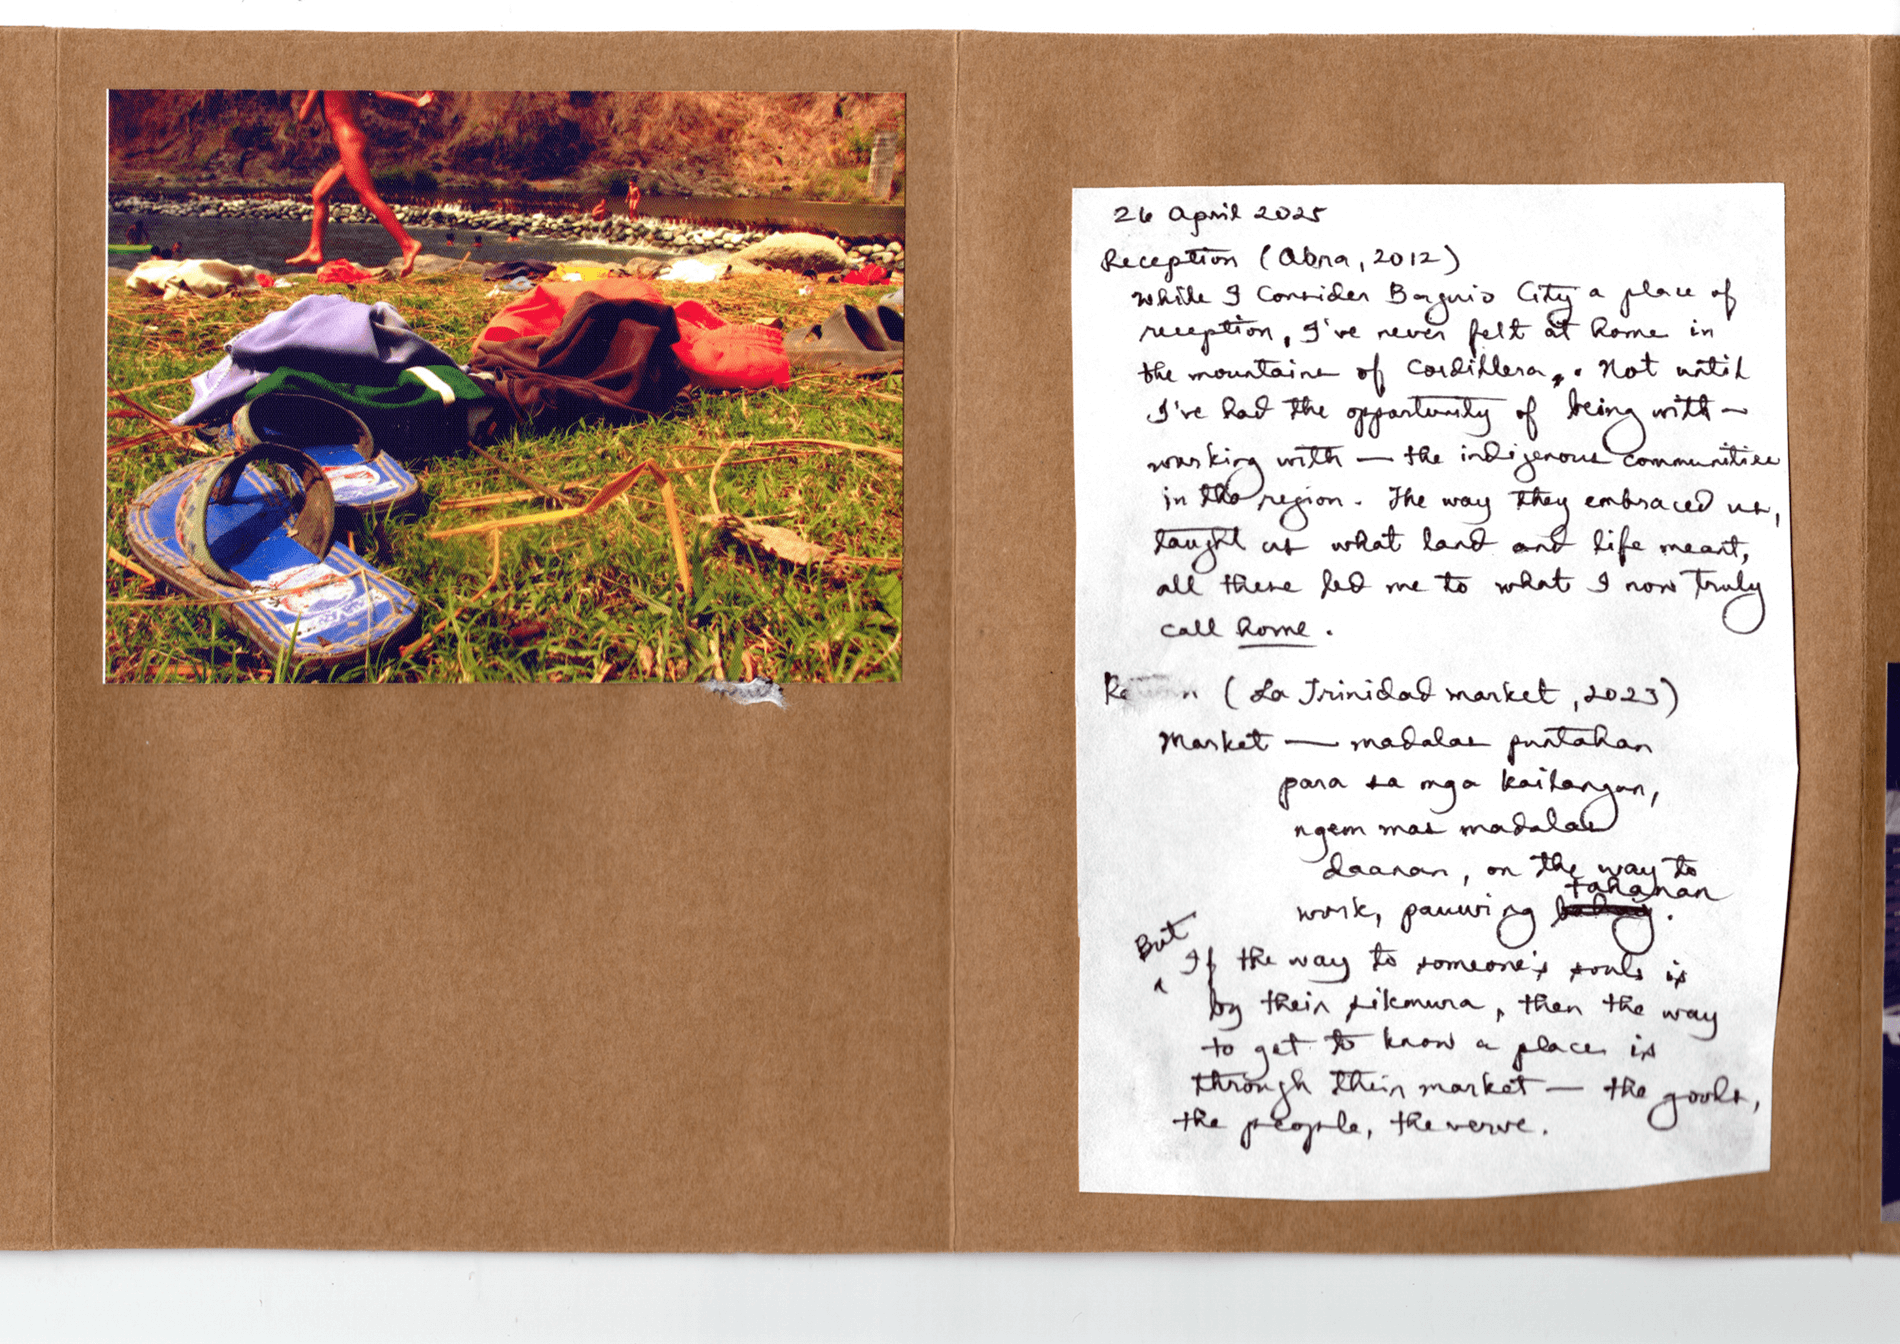 26 April 2025
Reception (Abra, 2012)
While I consider Baguio City a place of
reception, I've never felt at home in
the mountains of Cordillera. Not until
I've had the opportunity of being with —
working with — the indigenous communities
in the region. The way they embraced us,
taught us what land and life meant,
all these led me to what I now truly
call home.
(La Trinidad market, 2023)
Market — madalas puntahan
para sa mga kailangan,
ngem mas madalas
daanan, on the way to
tahanan
work, pauwing bahay.
But
If the way to someone's souls is
by their sikmura, then the way
to get to know a place is
through their market — the goods,
the people, the verve.